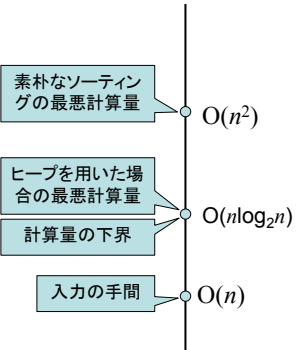 素朴なソーティン
グの最悪計算量
O(n²)
ヒープを用いた場
合の最悪計算量
O(nlog₂n)
計算量の下界
入力の手間
O(n)